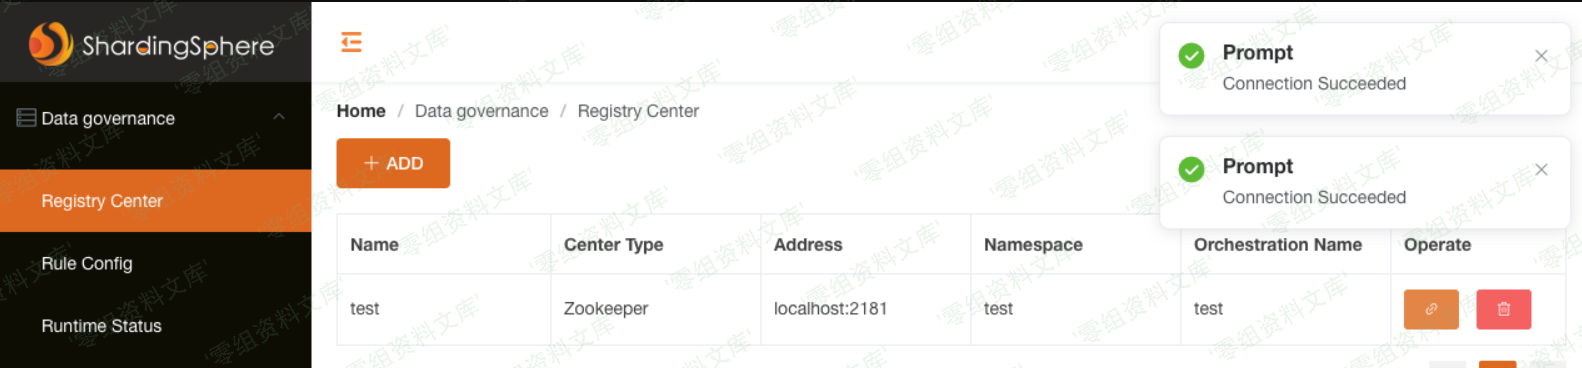 ShardingSphere
Data governance
Registry Center
Rule Config
Runtime Status
Home / Data governance / Registry Center
+ ADD
Prompt
Connection Succeeded
Prompt
Connection Succeeded
Name Center Type Address Namespace Orchestration Name Operate
test Zookeeper localhost:2181 test test
零组资料文库